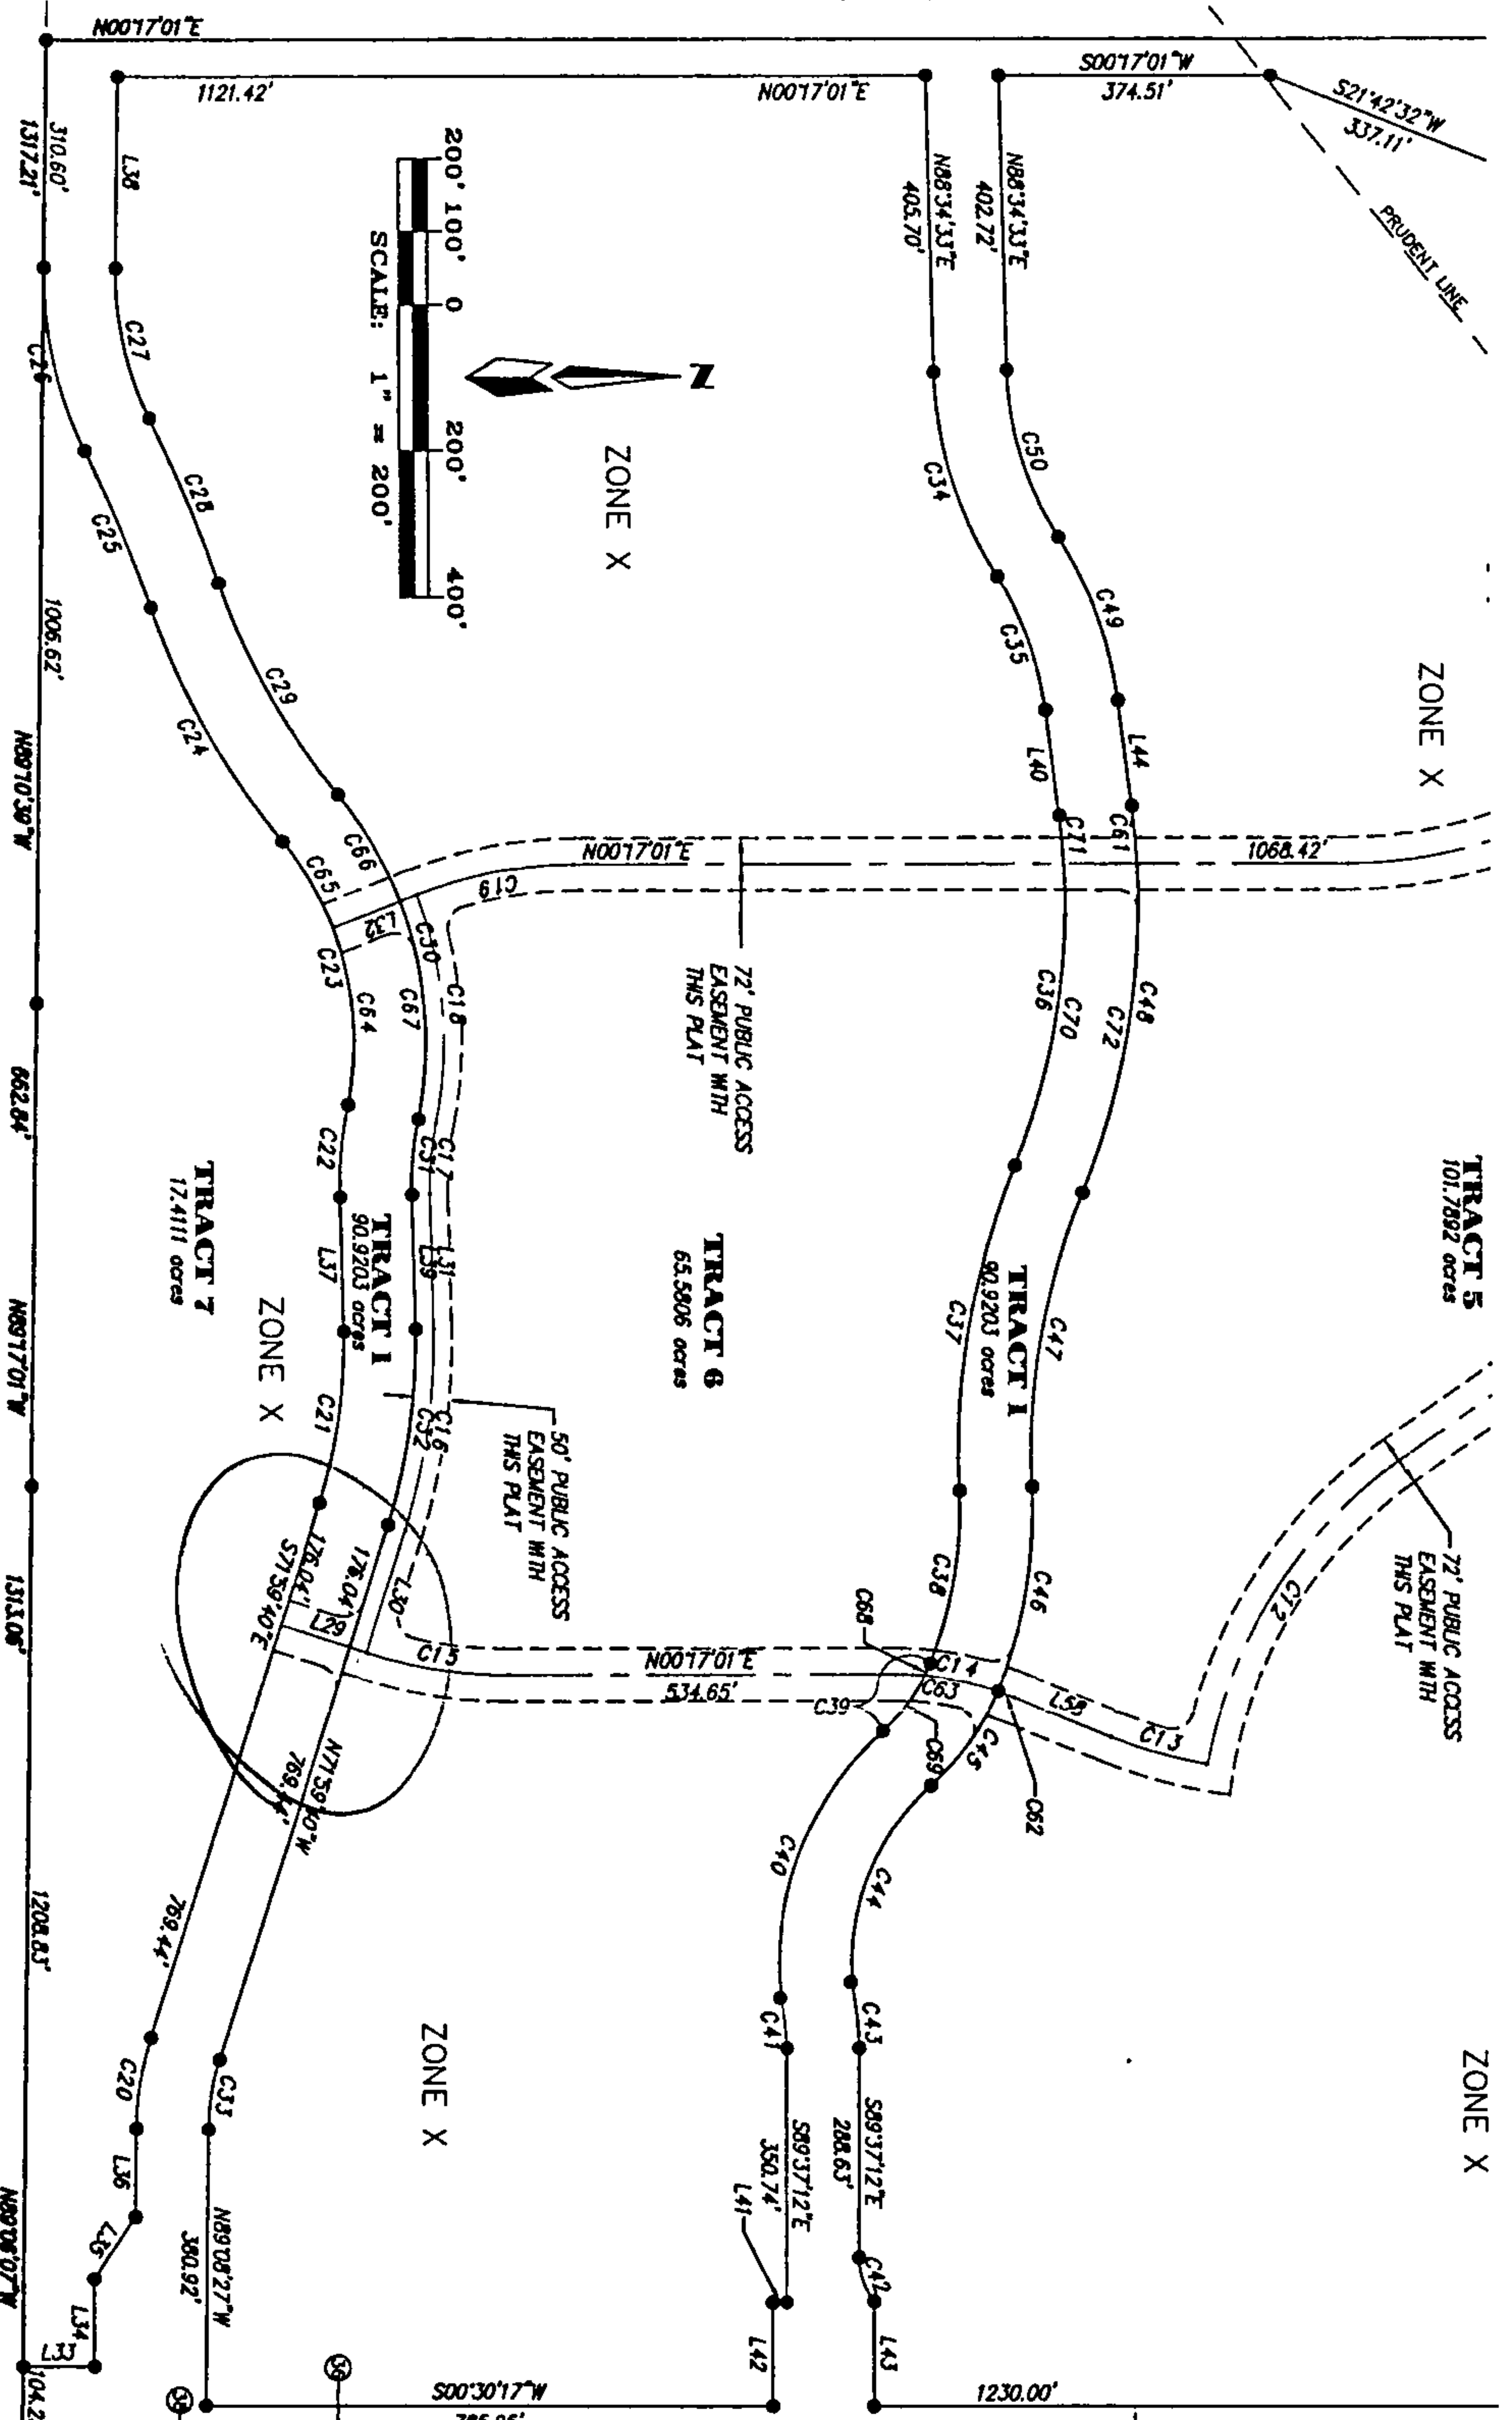 N00°17'01"E
1121.42'
N00°17'01"E
S00°17'01"W
374.51'
S21°42'32"W
337.11'
PRUDENT LINE
310.60'
1317.21'
L38
N88°34'33"E
405.70'
N88°34'33"E
402.72'
200' 100' 0 200' 400'
SCALE: 1" = 200'
N
ZONE X
ZONE X
C26
C27
C25
C28
C24
C29
C34
C50
C35
C49
L40
L44
C71
C61
1006.62'
N89°10'39"W
C65
C66
L32
C30
C23
C18
C64
C67
C19
N00°17'01"E
1068.42'
72' PUBLIC ACCESS
EASEMENT WITH
THIS PLAT
C36
C70
C48
C72
662.84'
C22
C31
C17
L37
L39
L31
TRACT 7
17.4111 acres
TRACT 1
90.9203 acres
TRACT 6
65.5806 acres
TRACT 1
90.9203 acres
TRACT 5
101.7892 acres
ZONE X
N89°17'01"W
C21
C32
C16
50' PUBLIC ACCESS
EASEMENT WITH
THIS PLAT
C37
C47
C38
C46
72' PUBLIC ACCESS
EASEMENT WITH
THIS PLAT
C12
1313.06'
176.04'
S71°59'40"E
L29
176.04'
L30
C15
N00°17'01"E
534.65'
C68
C14
C63
C39
C69
C45
L58
C13
C62
769.44'
N71°59'40"W
769.44'
C40
C44
1208.83'
ZONE X
ZONE X
C20
C33
C41
C43
L36
L35
L34
L33
N89°08'27"W
380.92'
S89°37'12"E
350.74'
S89°37'12"E
288.63'
L41
C42
L42
L43
N89°06'07"W
104.2
36
S00°30'17"W
1230.00'